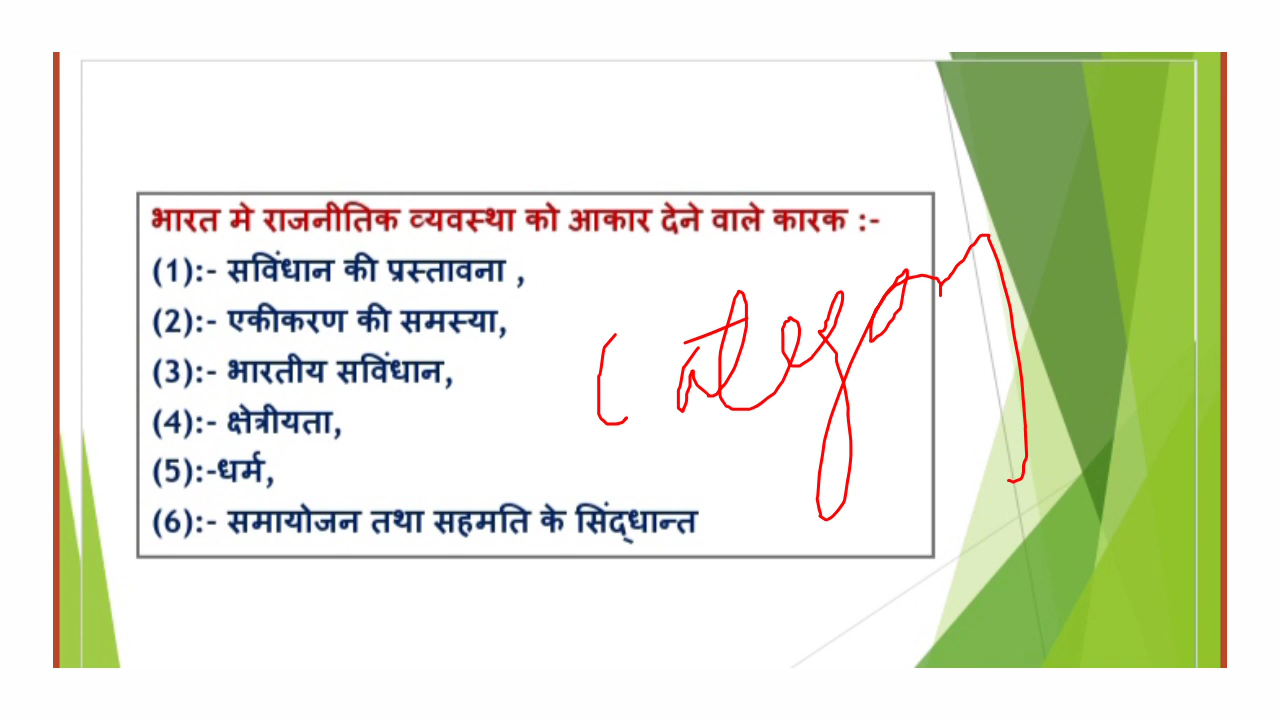 भारत मे राजनीतिक व्यवस्था को आकार देने वाले कारक :-
(1):- सविंधान की प्रस्तावना ,
(2):- एकीकरण की समस्या,
(3):- भारतीय सविंधान,
(4):- क्षेत्रीयता,
(5):-धर्म,
(6):- समायोजन तथा सहमति के सिंद्धान्त
category